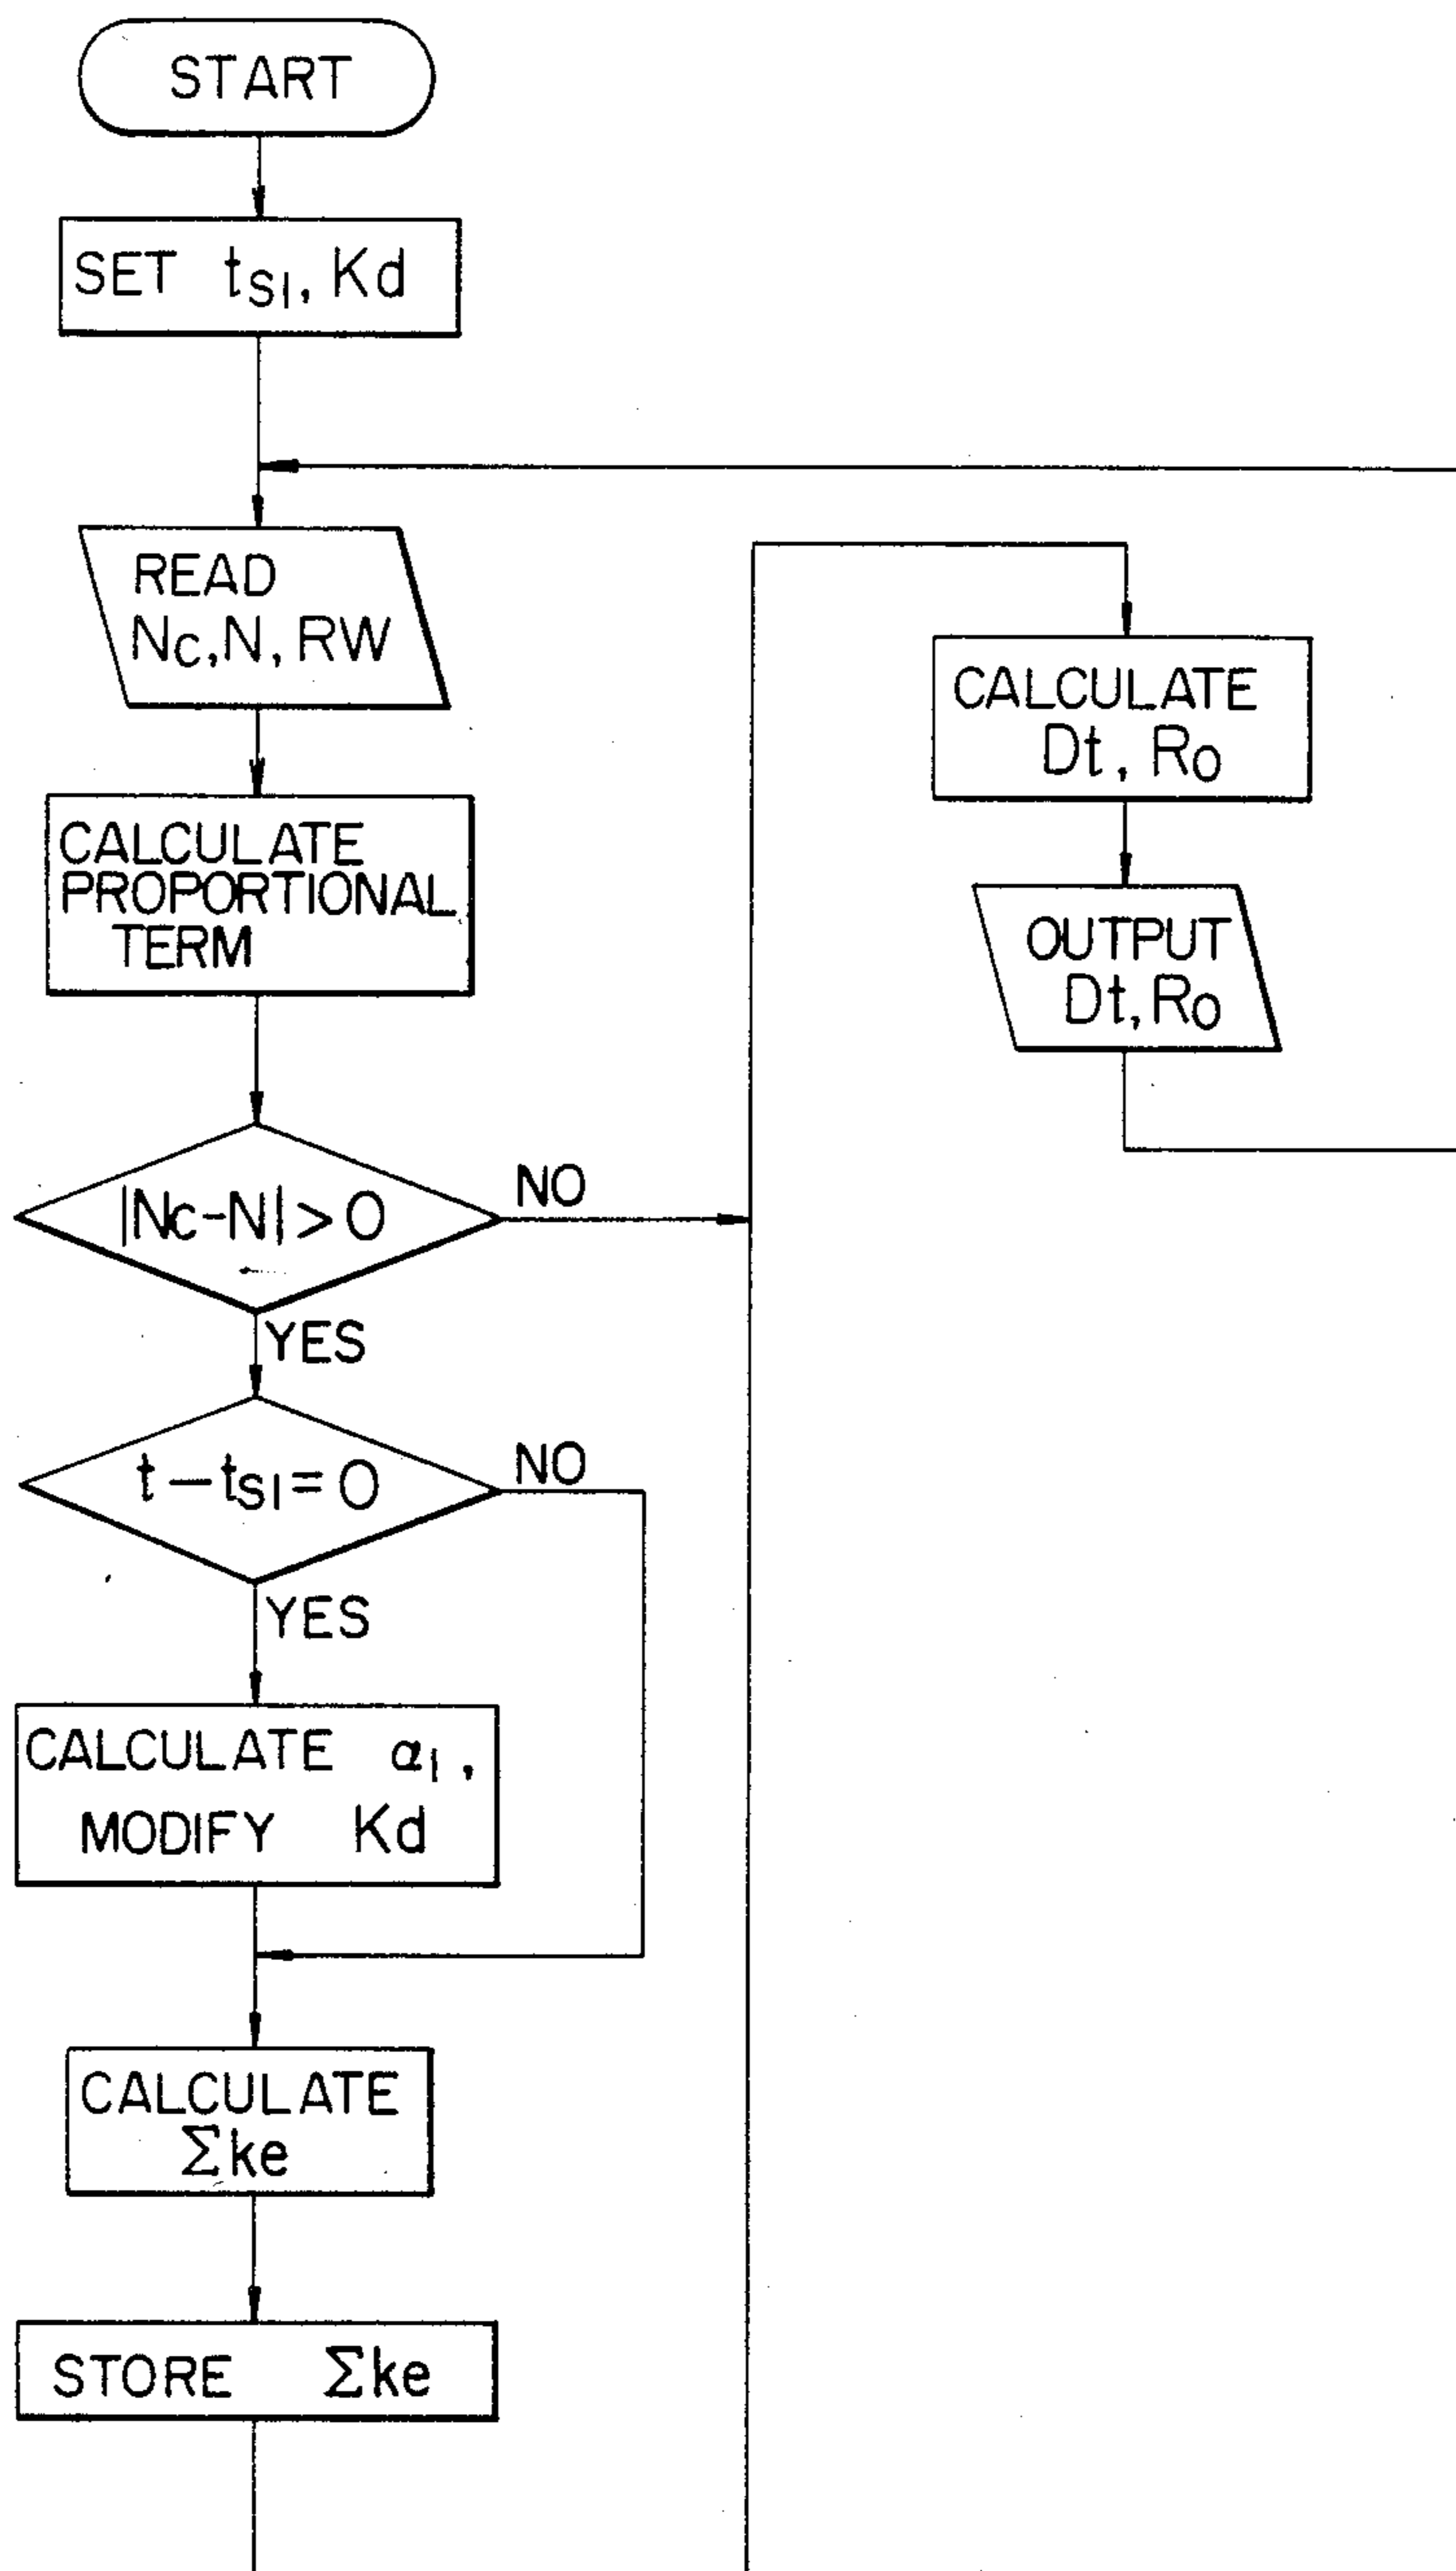 START
SET tS1, Kd
READ
Nc, N, RW
CALCULATE
PROPORTIONAL
TERM
|Nc-N|>0
NO
YES
t-tS1=0
NO
YES
CALCULATE α1,
MODIFY Kd
CALCULATE
Σke
STORE Σke
CALCULATE
Dt, Ro
OUTPUT
Dt, Ro